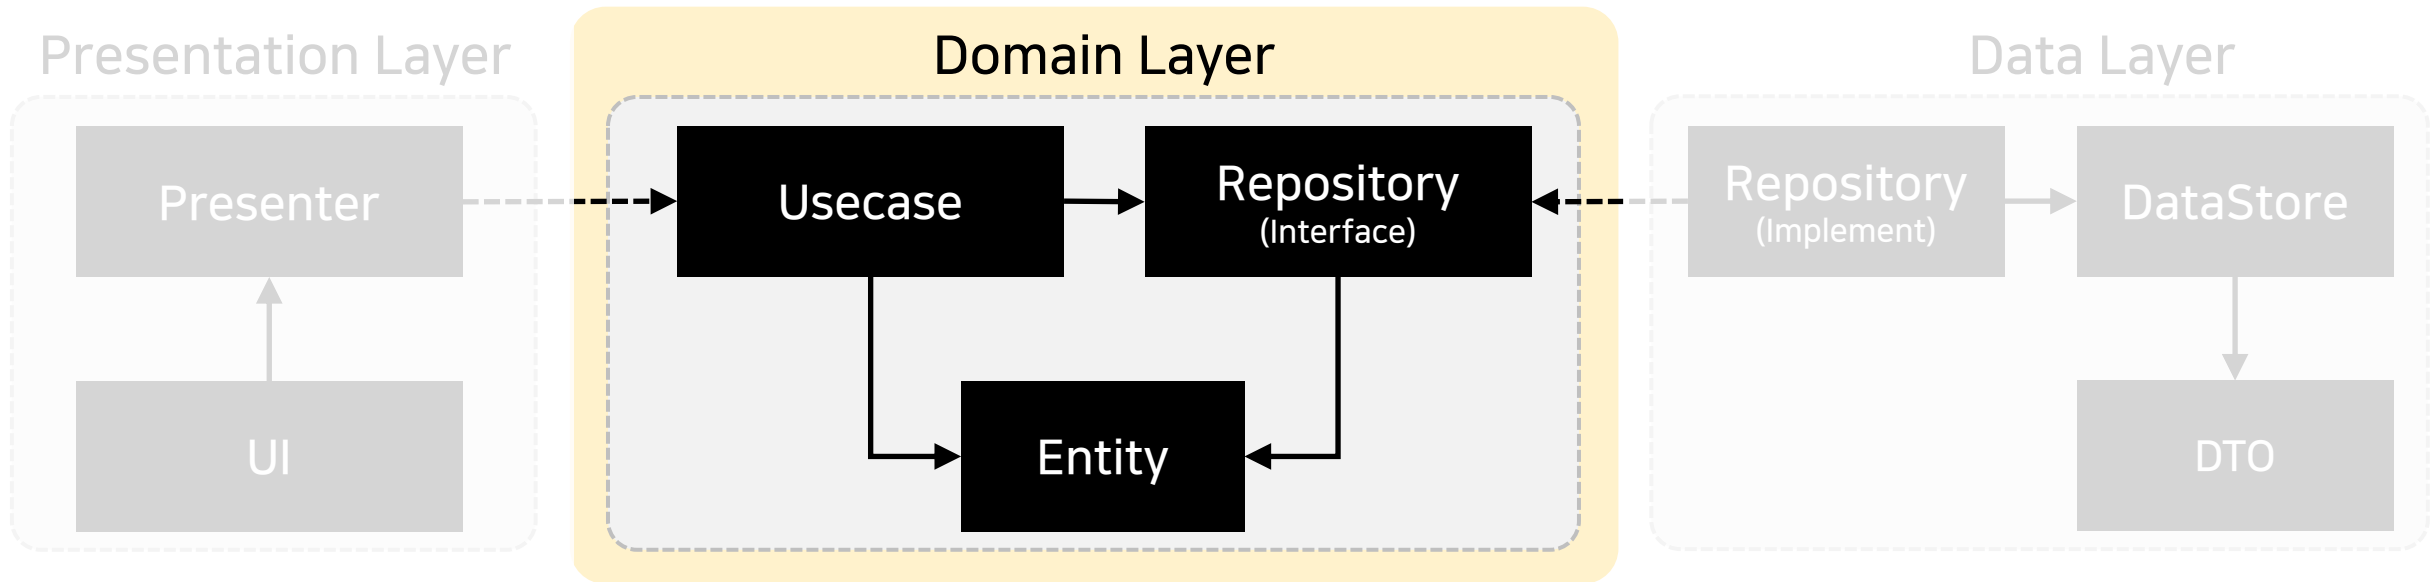 Presentation Layer
Presenter
UI
Domain Layer
Usecase
Repository
(Interface)
Entity
Data Layer
Repository
(Implement)
DataStore
DTO